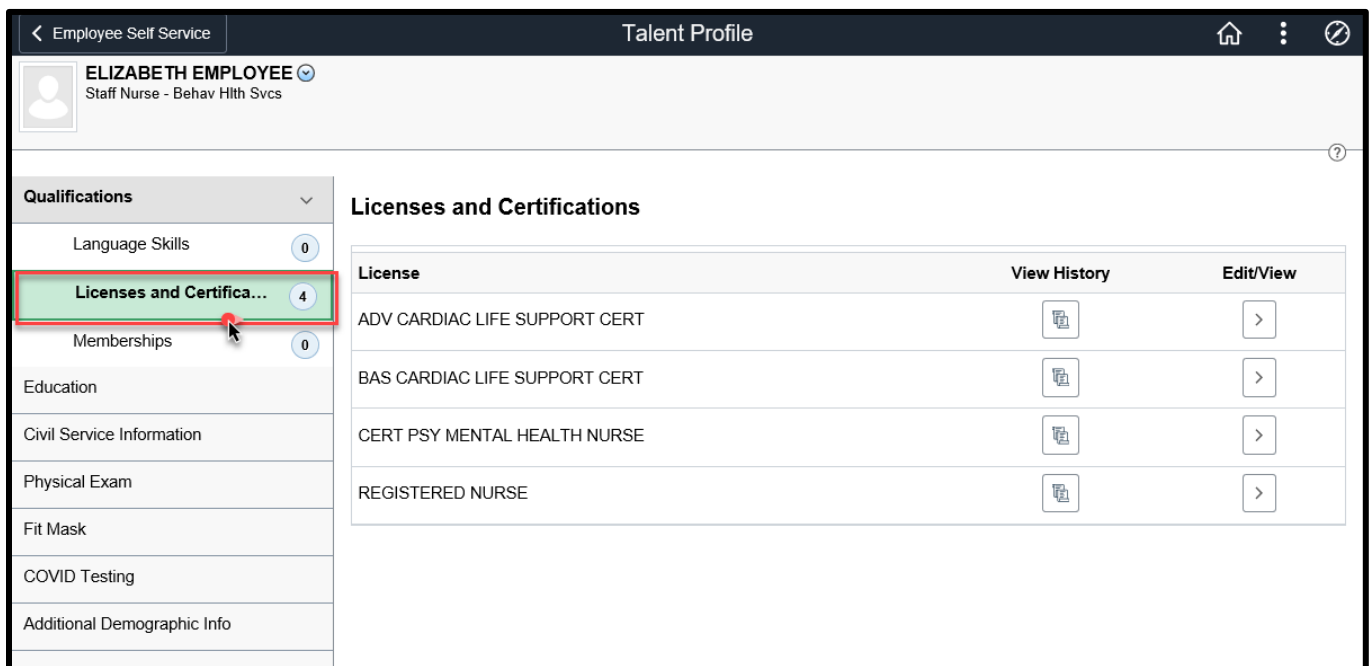 Employee Self Service
Talent Profile
ELIZABETH EMPLOYEE
Staff Nurse - Behav Hlth Svcs
?
Qualifications
Language Skills 0
Licenses and Certifica... 4
Memberships 0
Education
Civil Service Information
Physical Exam
Fit Mask
COVID Testing
Additional Demographic Info
Licenses and Certifications
License View History Edit/View
ADV CARDIAC LIFE SUPPORT CERT
BAS CARDIAC LIFE SUPPORT CERT
CERT PSY MENTAL HEALTH NURSE
REGISTERED NURSE